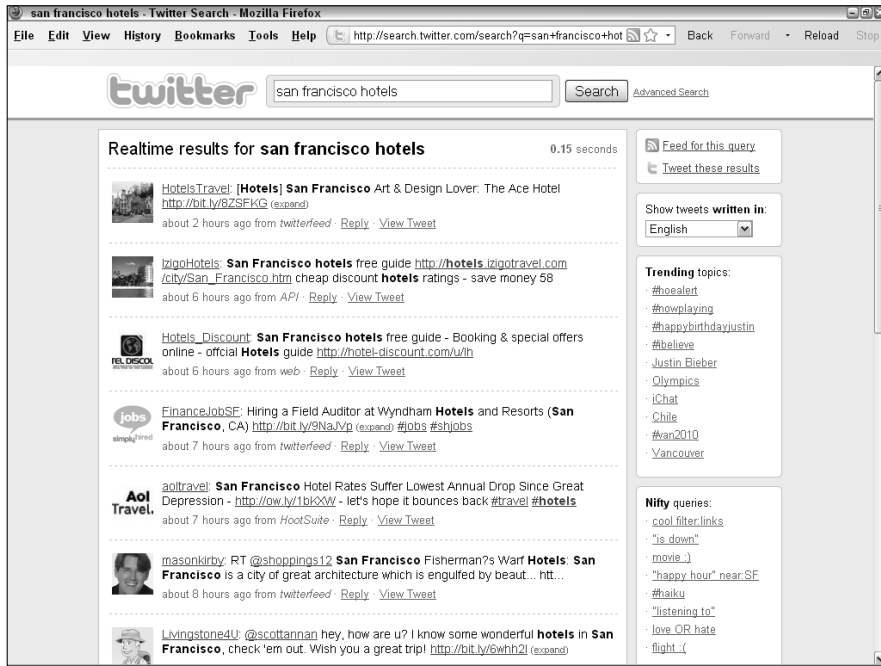 san francisco hotels - Twitter Search - Mozilla Firefox
File Edit View History Bookmarks Tools Help http://search.twitter.com/search?q=san+francisco+hot Back Forward Reload Stop
twitter san francisco hotels Search Advanced Search
Realtime results for san francisco hotels 0.15 seconds
HotelsTravel: [Hotels] San Francisco Art & Design Lover: The Ace Hotel
http://bit.ly/8ZSFKG (expand)
about 2 hours ago from twitterfeed · Reply · View Tweet
IzigoHotels: San Francisco hotels free guide http://hotels.izigotravel.com
/city/San_Francisco.htm cheap discount hotels ratings - save money 58
about 6 hours ago from API · Reply · View Tweet
TEL DISCOU
Hotels_Discount: San Francisco hotels free guide - Booking & special offers
online - offcial Hotels guide http://hotel-discount.com/u/lh
about 6 hours ago from web · Reply · View Tweet
jobs
simplyhired
FinanceJobSF: Hiring a Field Auditor at Wyndham Hotels and Resorts (San
Francisco, CA) http://bit.ly/9NaJVp (expand) #jobs #shjobs
about 7 hours ago from twitterfeed · Reply · View Tweet
Aol
Travel.
aoltravel: San Francisco Hotel Rates Suffer Lowest Annual Drop Since Great
Depression - http://ow.ly/1bKXW - let's hope it bounces back #travel #hotels
about 7 hours ago from HootSuite · Reply · View Tweet
masonkirby: RT @shoppings12 San Francisco Fisherman?s Warf Hotels: San
Francisco is a city of great architecture which is engulfed by beaut... htt...
about 8 hours ago from twitterfeed · Reply · View Tweet
Livingstone4U: @scottannan hey, how are u? I know some wonderful hotels in San
Francisco, check 'em out. Wish you a great trip! http://bit.ly/6whh2l (expand)
Feed for this query
Tweet these results
Show tweets written in:
English
Trending topics:
· #hoealert
· #nowplaying
· #happybirthdayjustin
· #ibelieve
· Justin Bieber
· Olympics
· iChat
· Chile
· #van2010
· Vancouver
Nifty queries:
· cool filter:links
· "is down"
· movie :)
· "happy hour" near:SF
· #haiku
· "listening to"
· love OR hate
· flight :(